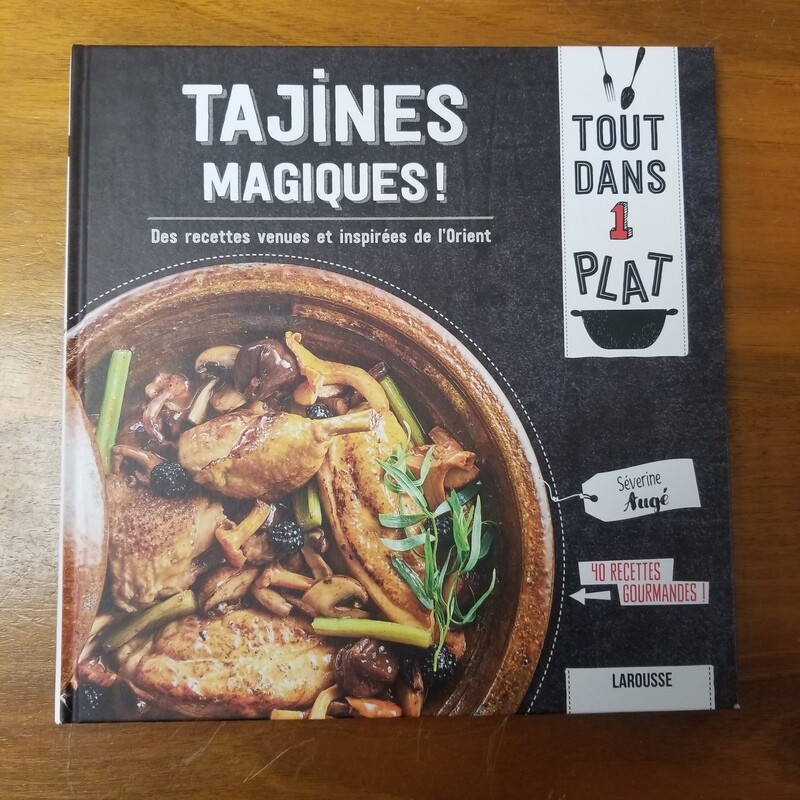 TAJINES
MAGIQUES !
Des recettes venues et inspirées de l'Orient
TOUT
DANS
1
PLAT
Séverine
Augé
40 RECETTES
GOURMANDES !
LAROUSSE